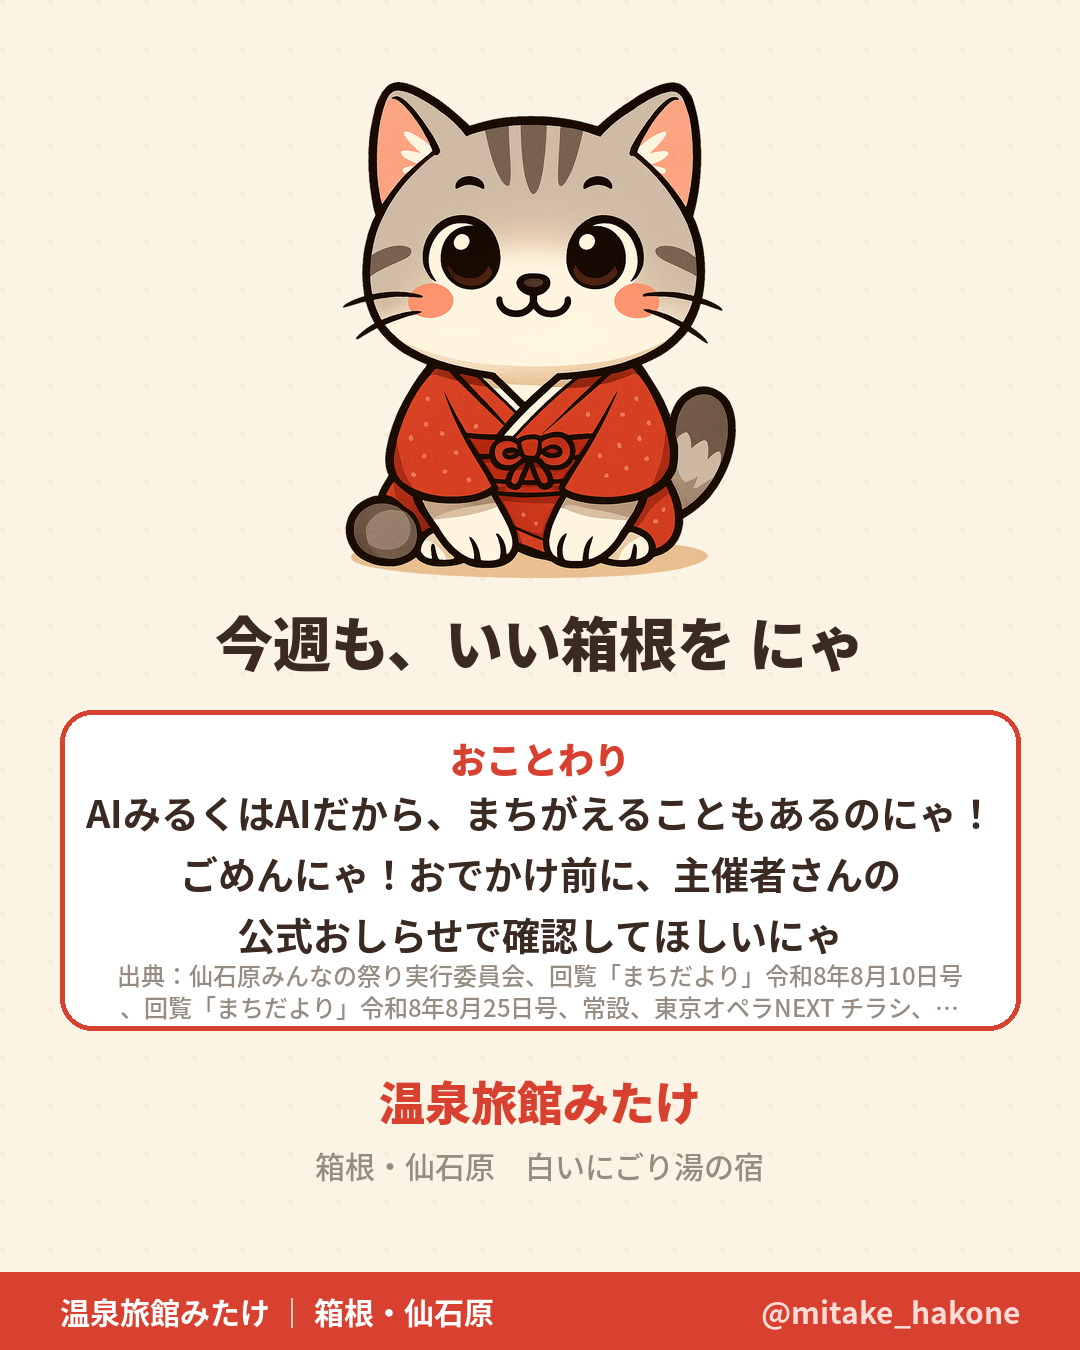 今週も、いい箱根を にゃ
おことわり
AIみるくはAIだから、まちがえることもあるのにゃ！
ごめんにゃ！おでかけ前に、主催者さんの
公式おしらせで確認してほしいにゃ
出典：仙石原みんなの祭り実行委員会、回覧「まちだより」令和8年8月10日号
、回覧「まちだより」令和8年8月25日号、常設、東京オペラNEXT チラシ、…
温泉旅館みたけ
箱根・仙石原　白いにごり湯の宿
温泉旅館みたけ｜箱根・仙石原
@mitake_hakone